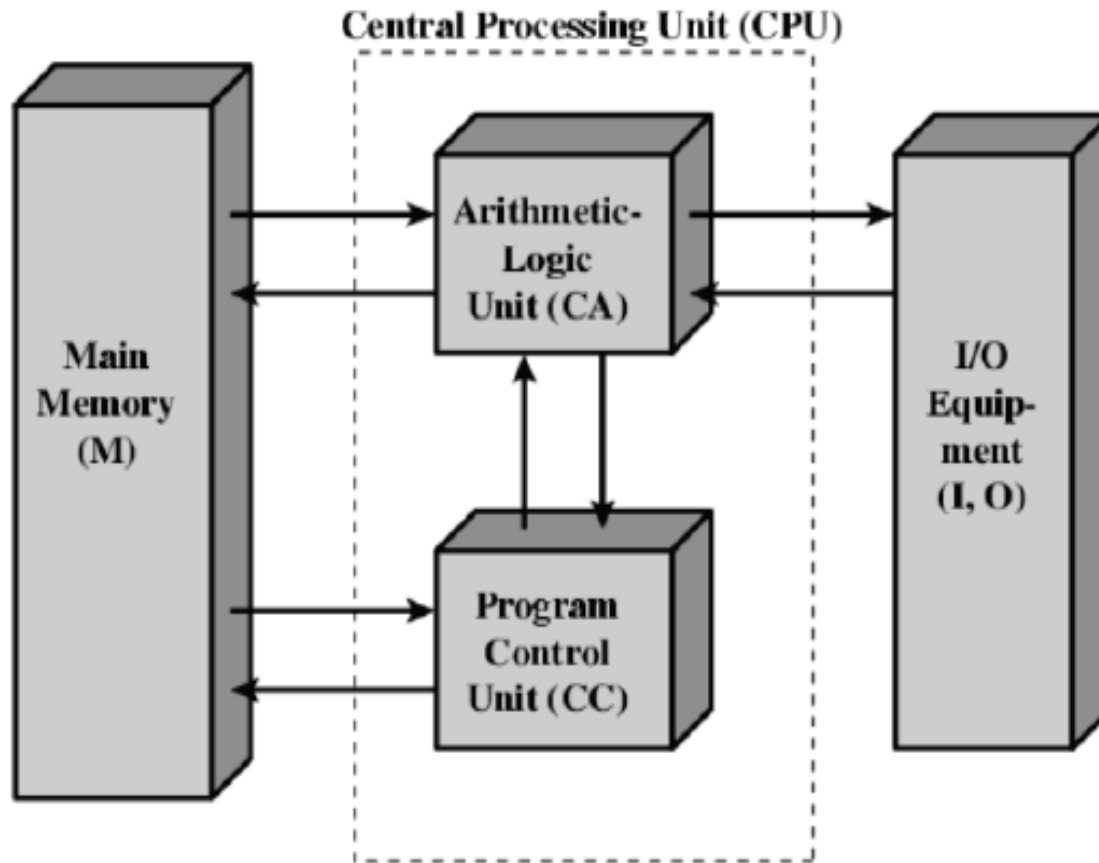 Central Processing Unit (CPU)
Arithmetic-
Logic
Unit (CA)
Main
Memory
(M)
I/O
Equip-
ment
(I, O)
Program
Control
Unit (CC)